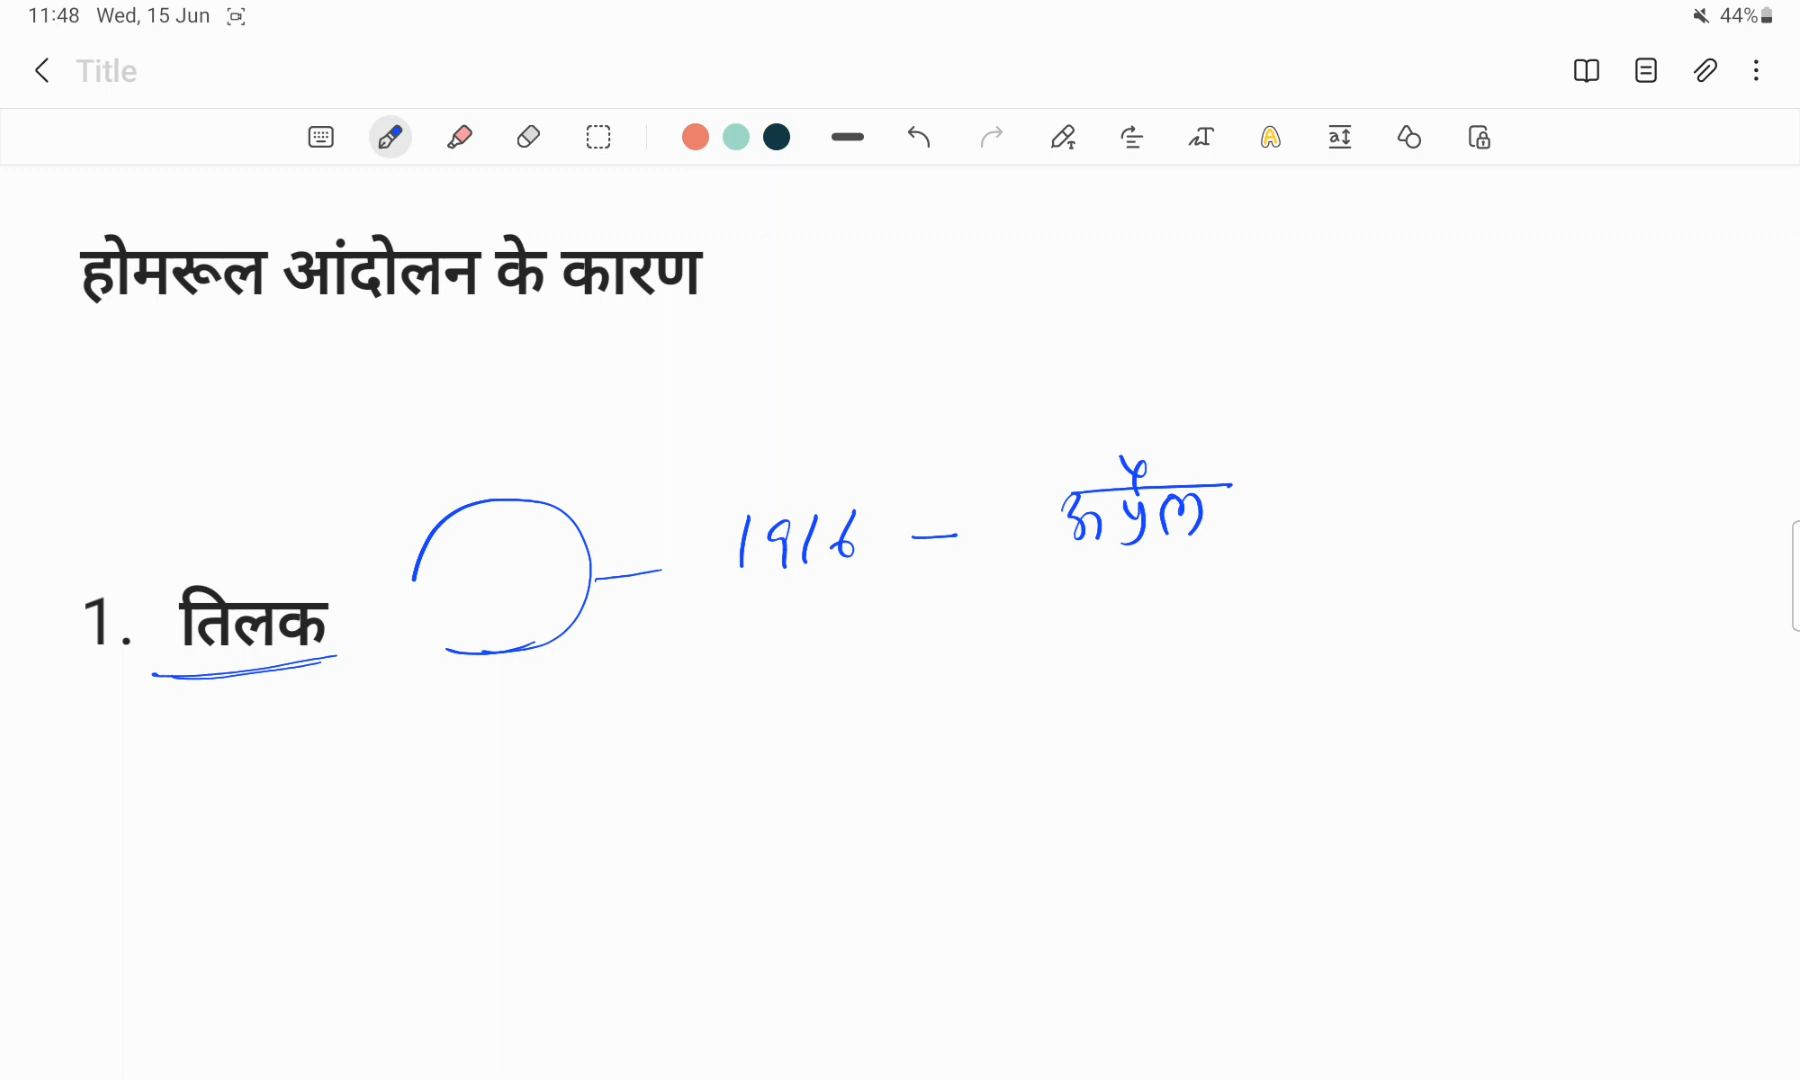 11:48 Wed, 15 Jun 44%
Title
होमरूल आंदोलन के कारण
1916 - अप्रैल
1. तिलक